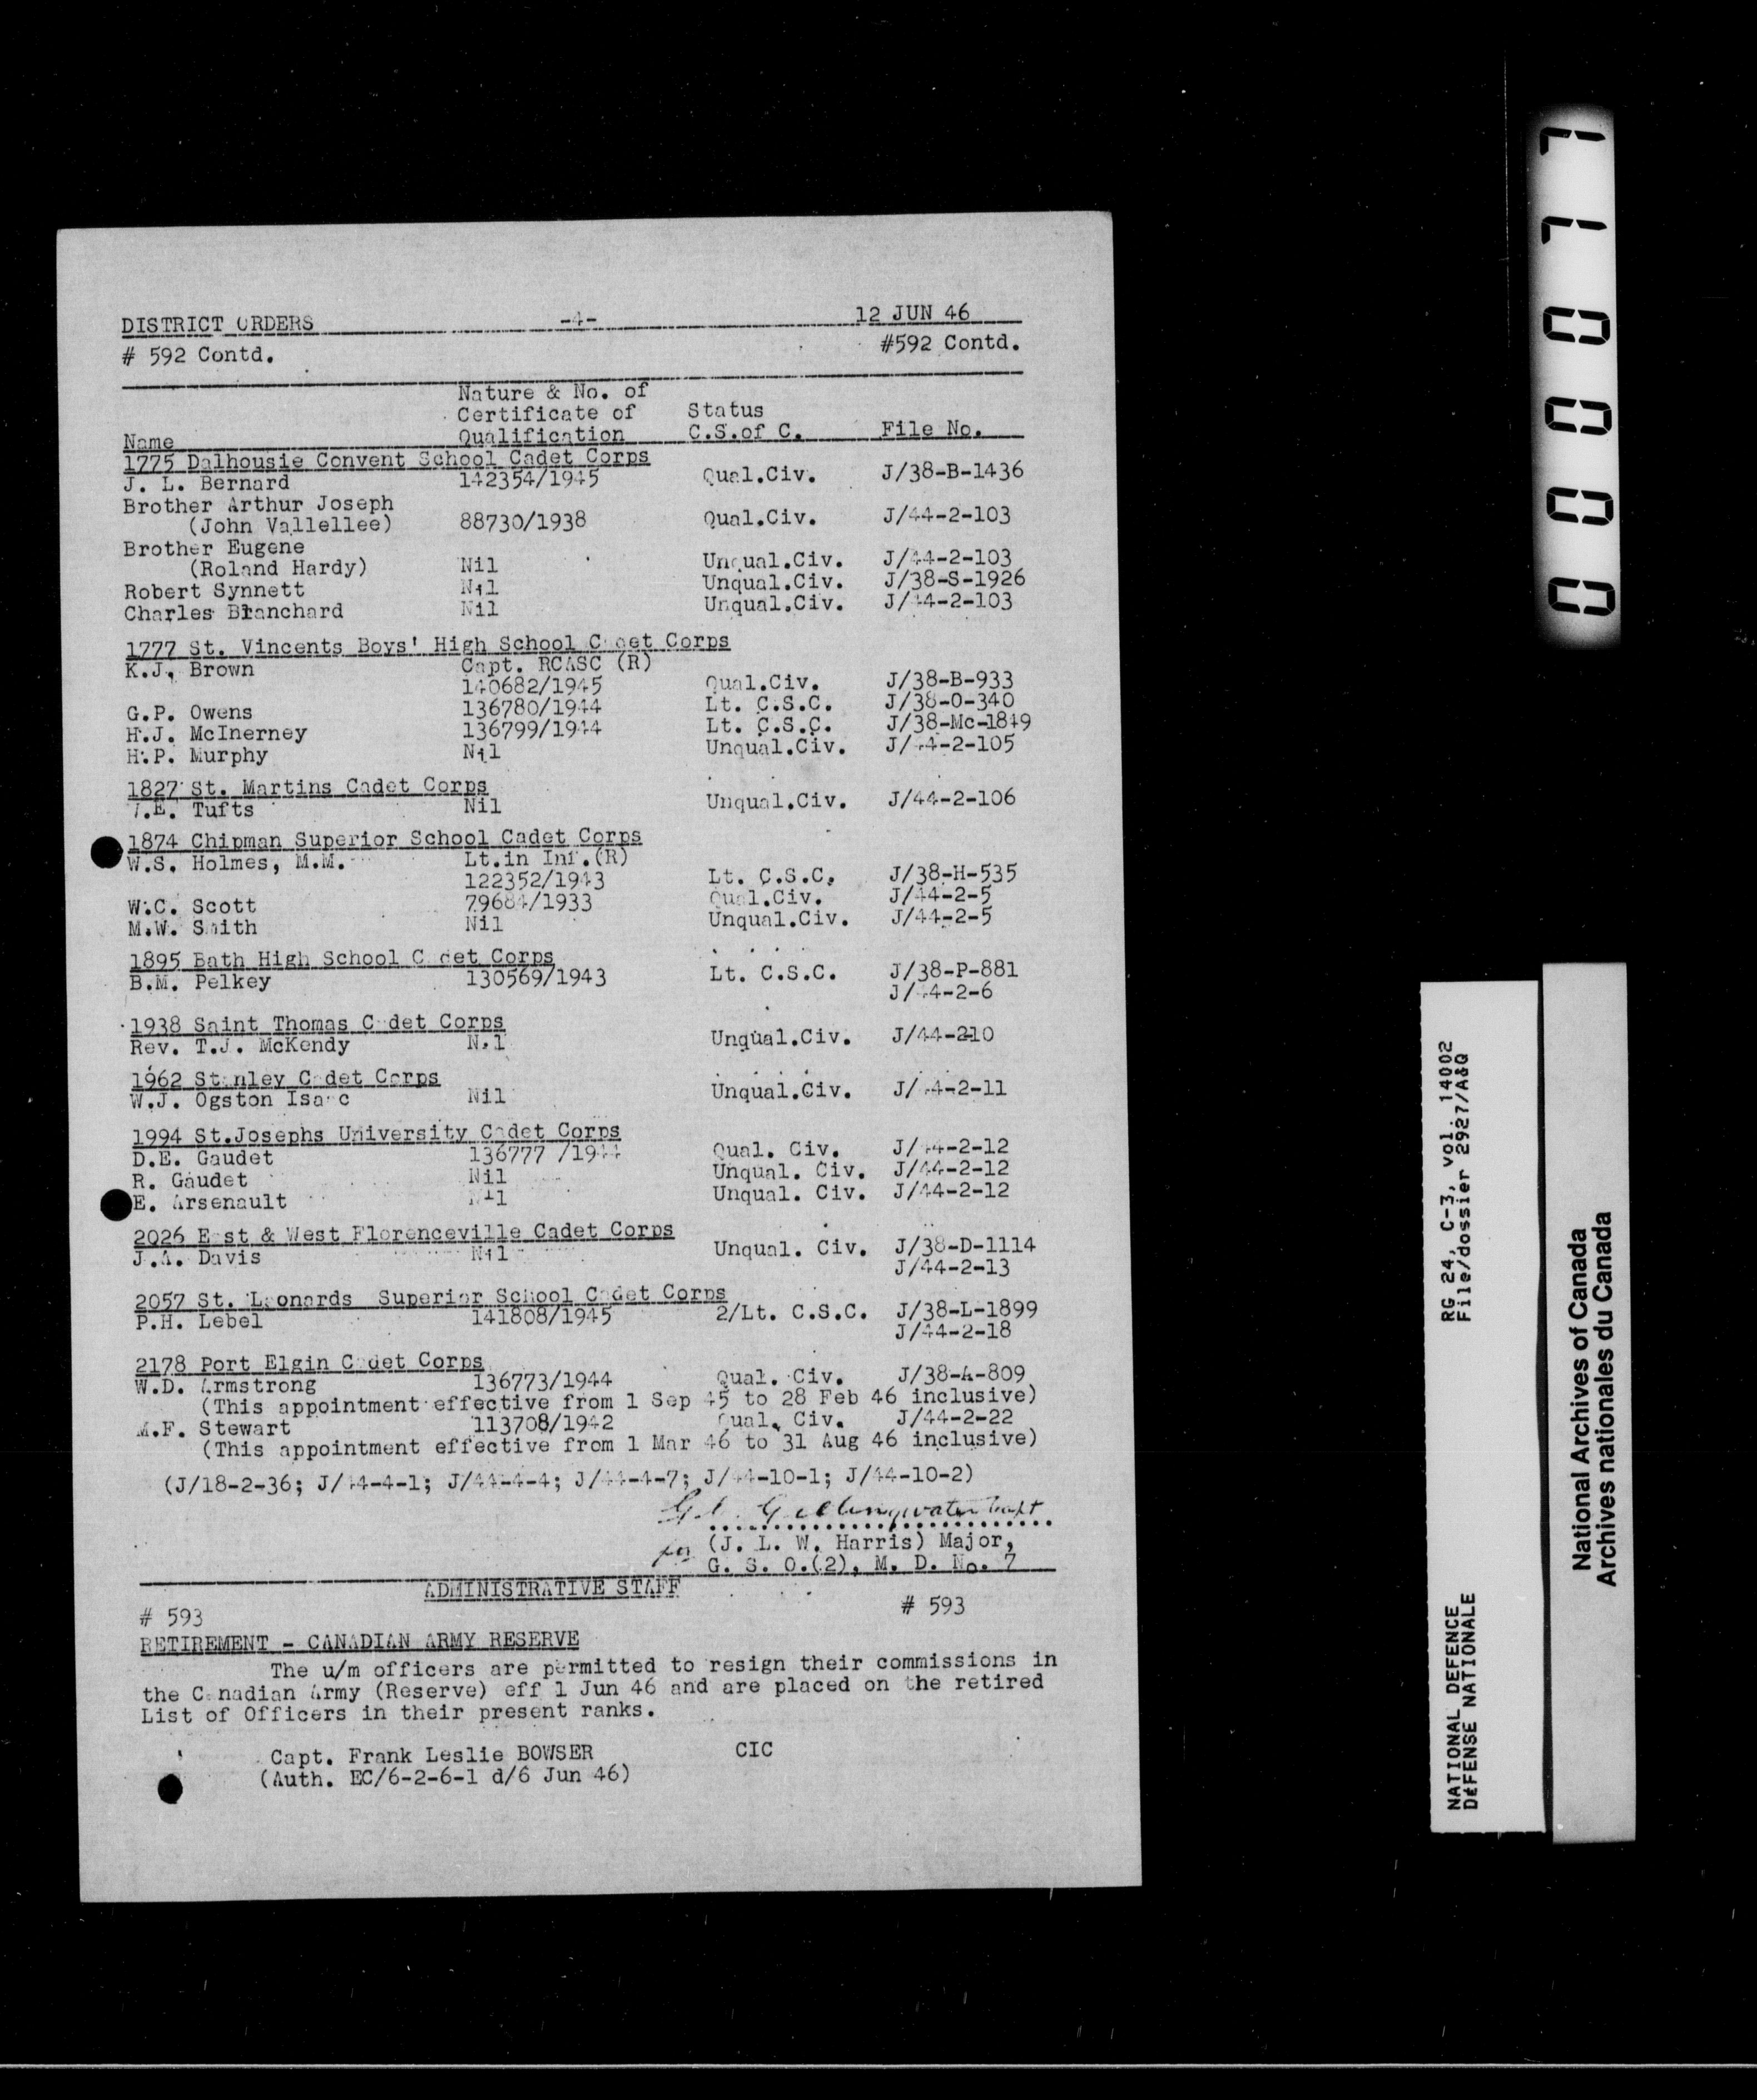 DISTRICT ORDERS -4- 12 JUN 46
# 592 Contd. #592 Contd.
Nature & No. of
Certificate of Status
Name Qualification C.S.of C. File No.
1775 Dalhousie Convent School Cadet Corps
J. L. Bernard 142354/1945 Qual.Civ. J/38-B-1436
Brother Arthur Joseph
(John Vallellee) 88730/1938 Qual.Civ. J/44-2-103
Brother Eugene
(Roland Hardy) Nil Unqual.Civ. J/44-2-103
Robert Synnett Nil Unqual.Civ. J/38-S-1926
Charles Blanchard Nil Unqual.Civ. J/44-2-103
1777 St. Vincents Boys' High School Cadet Corps
K.J. Brown Capt. RCASC (R)
140682/1945 Qual.Civ. J/38-B-933
G.P. Owens 136780/1944 Lt. C.S.C. J/38-O-340
H.J. McInerney 136799/1944 Lt. C.S.C. J/38-Mc-1849
H.P. Murphy Nil Unqual.Civ. J/44-2-105
1827 St. Martins Cadet Corps
Tufts Nil Unqual.Civ. J/44-2-106
1874 Chipman Superior School Cadet Corps
W.S. Holmes, M.M. Lt.in Inf.(R)
122352/1943 Lt. C.S.C. J/38-H-535
W.C. Scott 79684/1933 Qual.Civ. J/44-2-5
M.W. Smith Nil Unqual.Civ. J/44-2-5
1895 Bath High School Cadet Corps
B.M. Pelkey 130569/1943 Lt. C.S.C. J/38-P-881
J/44-2-6
1938 Saint Thomas Cadet Corps
Rev. T.J. McKendy Nil Unqual.Civ. J/44-210
1962 Stanley Cadet Corps
W.J. Ogston Isaac Nil Unqual.Civ. J/44-2-11
1994 St.Josephs University Cadet Corps
D.E. Gaudet 136777 /1944 Qual. Civ. J/44-2-12
R. Gaudet Nil Unqual. Civ. J/44-2-12
E. Arsenault Nil Unqual. Civ. J/44-2-12
2026 East & West Florenceville Cadet Corps
J.A. Davis Nil Unqual. Civ. J/38-D-1114
J/44-2-13
2057 St. Leonards Superior School Cadet Corps
P.H. Lebel 141808/1945 2/Lt. C.S.C. J/38-L-1899
J/44-2-18
2178 Port Elgin Cadet Corps
W.D. Armstrong 136773/1944 Qual. Civ. J/38-A-809
(This appointment effective from 1 Sep 45 to 28 Feb 46 inclusive)
M.F. Stewart 113708/1942 Qual. Civ. J/44-2-22
(This appointment effective from 1 Mar 46 to 31 Aug 46 inclusive)
(J/18-2-36; J/44-4-1; J/44-4-4; J/44-4-7; J/44-10-1; J/44-10-2)
for (J. L. W. Harris) Major,
G. S. O.(2), M. D. No. 7
ADMINISTRATIVE STAFF
# 593 # 593
RETIREMENT - CANADIAN ARMY RESERVE
The u/m officers are permitted to resign their commissions in
the Canadian Army (Reserve) eff 1 Jun 46 and are placed on the retired
List of Officers in their present ranks.
Capt. Frank Leslie BOWSER CIC
(Auth. EC/6-2-6-1 d/6 Jun 46)
000077
RG 24, C-3, vol. 14002
File/dossier 2927/A&Q
NATIONAL DEFENCE
DéFENSE NATIONALE
National Archives of Canada
Archives nationales du Canada